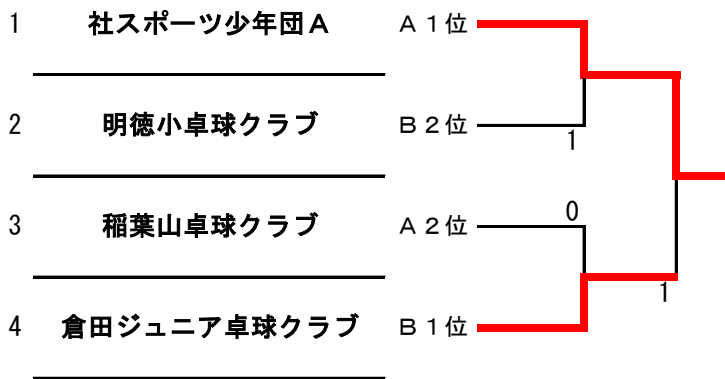 1 社スポーツ少年団A A1位
2 明徳小卓球クラブ B2位
1
3 稲葉山卓球クラブ A2位
0
1
4 倉田ジュニア卓球クラブ B1位